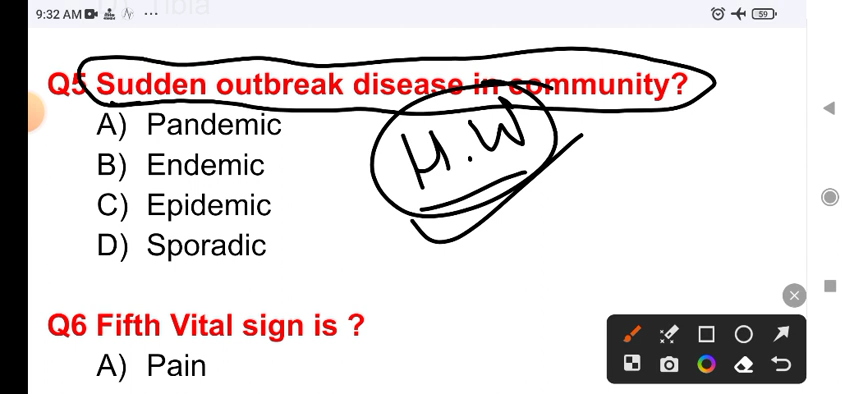 9:32 AM
59
Q5 Sudden outbreak disease in community?
A) Pandemic
B) Endemic
C) Epidemic
D) Sporadic
H.W
Q6 Fifth Vital sign is ?
A) Pain